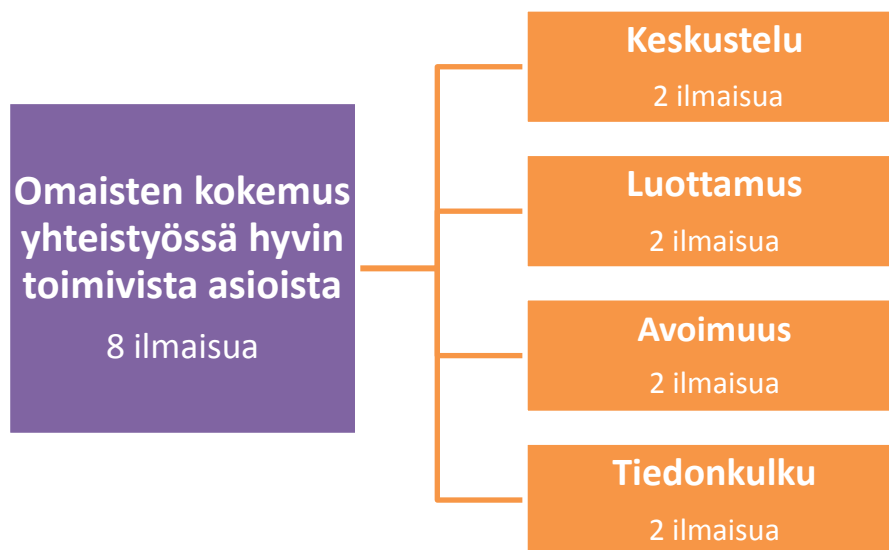 Omaisten kokemus
yhteistyössä hyvin
toimivista asioista
8 ilmaisua
Keskustelu
2 ilmaisua
Luottamus
2 ilmaisua
Avoimuus
2 ilmaisua
Tiedonkulku
2 ilmaisua